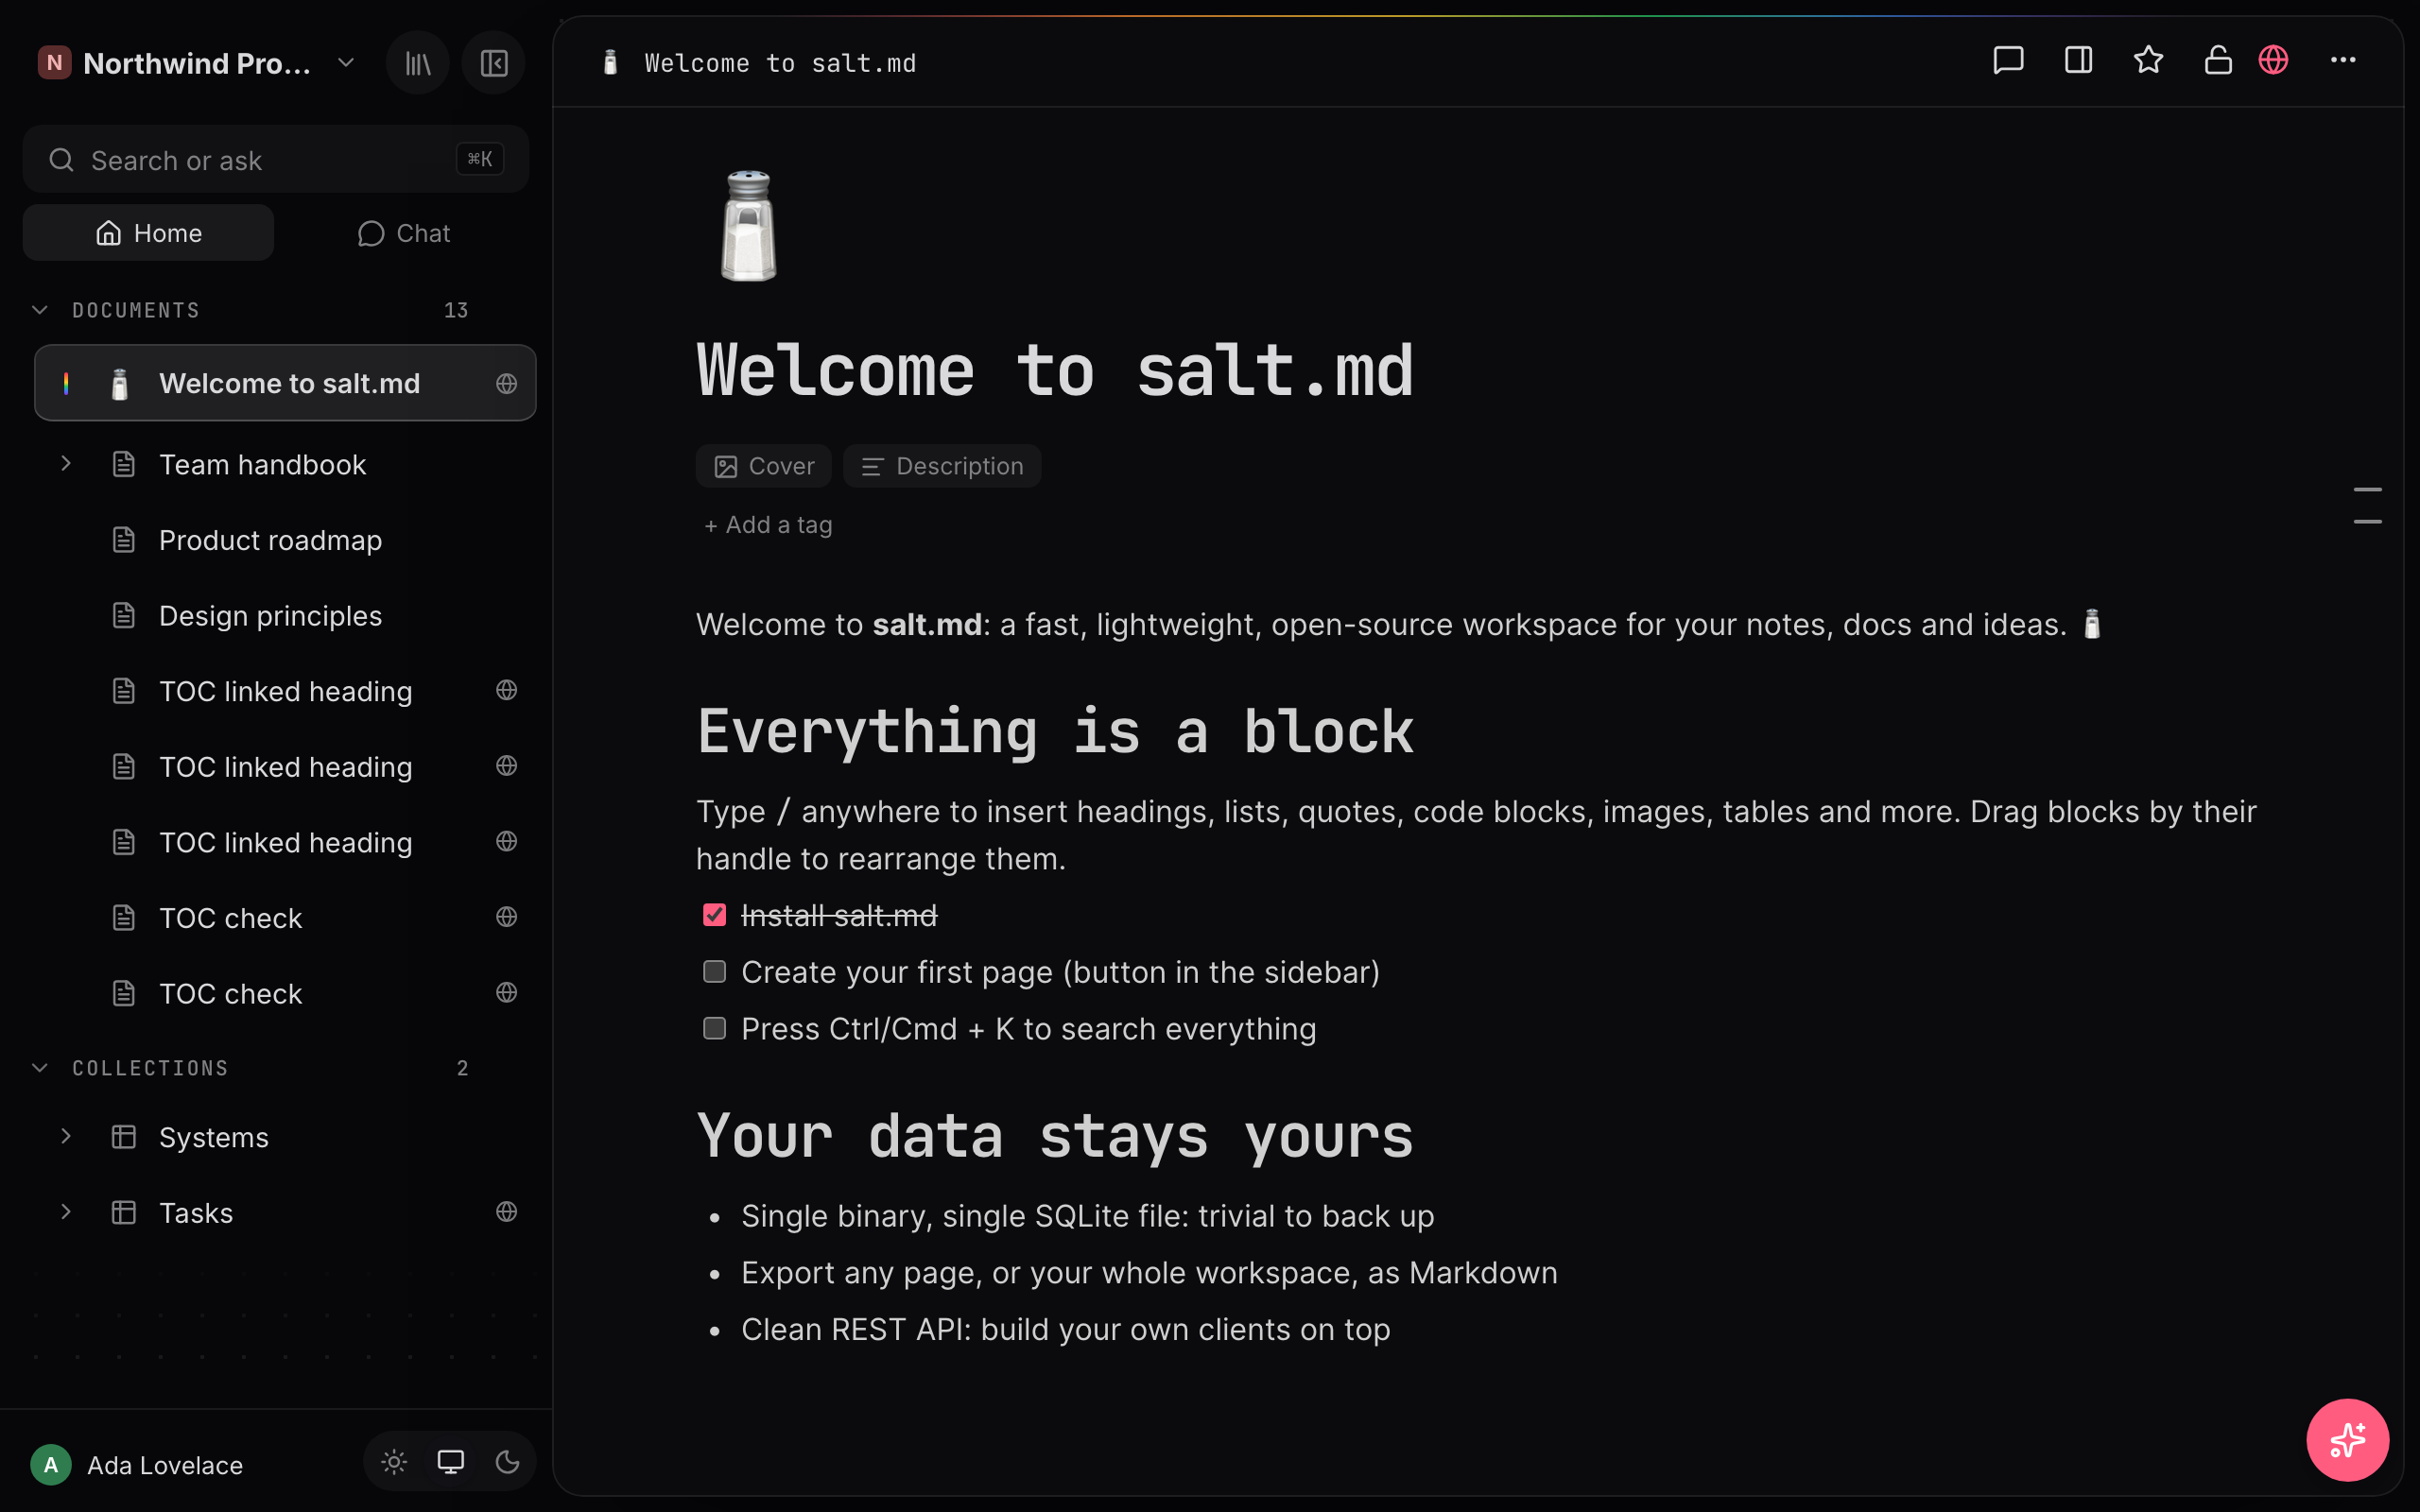 N Northwind Pro...
Search or ask ⌘K
Home Chat
DOCUMENTS 13
Welcome to salt.md
Team handbook
Product roadmap
Design principles
TOC linked heading
TOC linked heading
TOC linked heading
TOC check
TOC check
COLLECTIONS 2
Systems
Tasks
A Ada Lovelace
Welcome to salt.md
Welcome to salt.md
Cover Description
+ Add a tag
Welcome to salt.md: a fast, lightweight, open-source workspace for your notes, docs and ideas.
Everything is a block
Type / anywhere to insert headings, lists, quotes, code blocks, images, tables and more. Drag blocks by their
handle to rearrange them.
Install salt.md
Create your first page (button in the sidebar)
Press Ctrl/Cmd + K to search everything
Your data stays yours
• Single binary, single SQLite file: trivial to back up
• Export any page, or your whole workspace, as Markdown
• Clean REST API: build your own clients on top